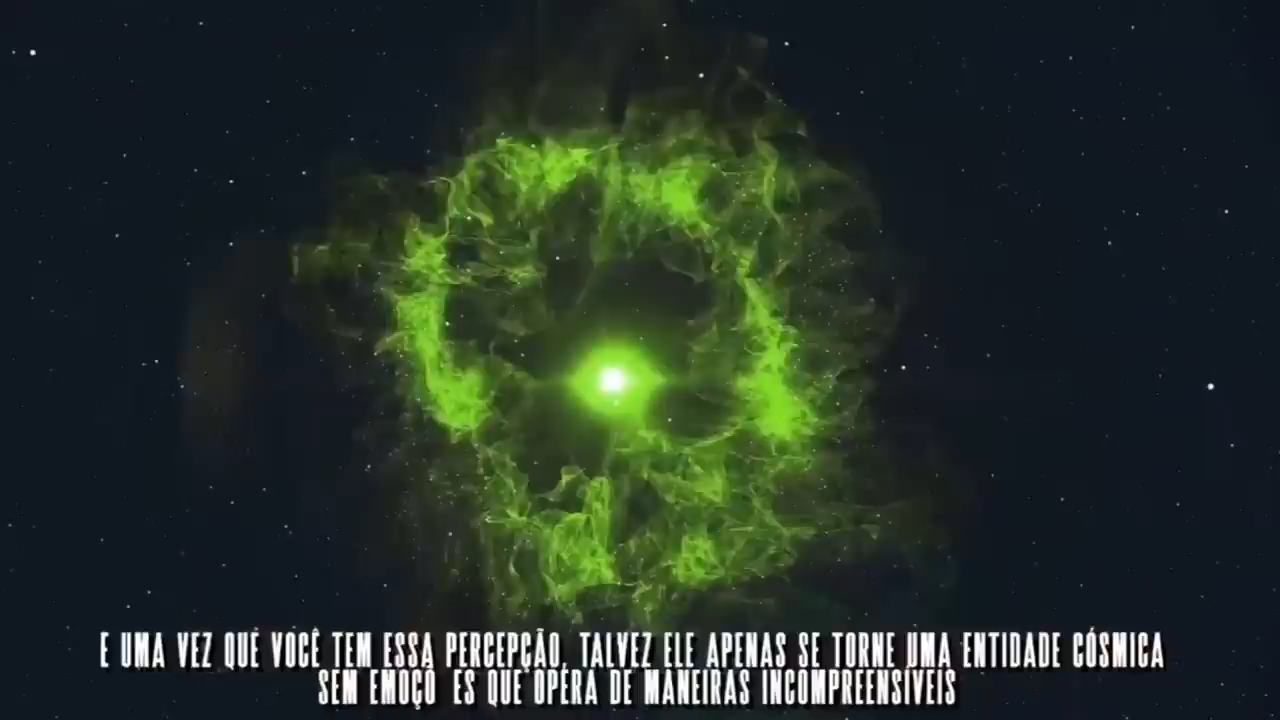 E UMA VEZ QUE VOCÊ TEM ESSA PERCEPÇÃO, TALVEZ ELE APENAS SE TORNE UMA ENTIDADE CÓSMICA
SEM EMOÇÕ ES QUE OPERA DE MANEIRAS INCOMPREENSÍVEIS